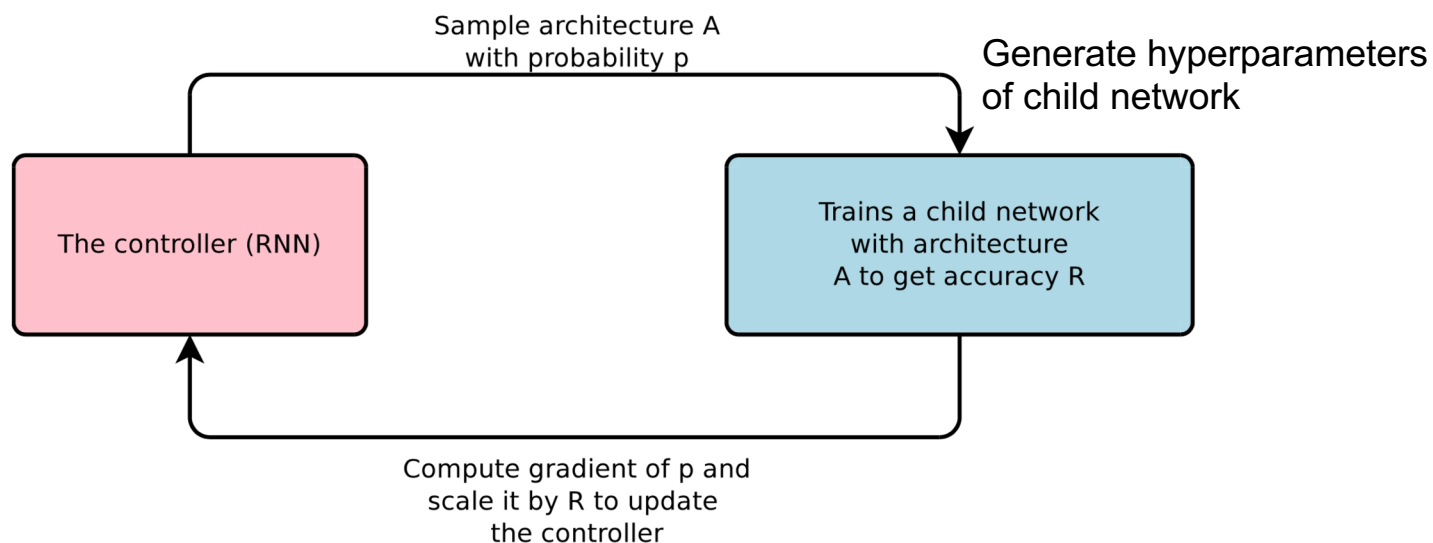 Sample architecture A
with probability p
Generate hyperparameters
of child network
The controller (RNN)
Trains a child network
with architecture
A to get accuracy R
Compute gradient of p and
scale it by R to update
the controller